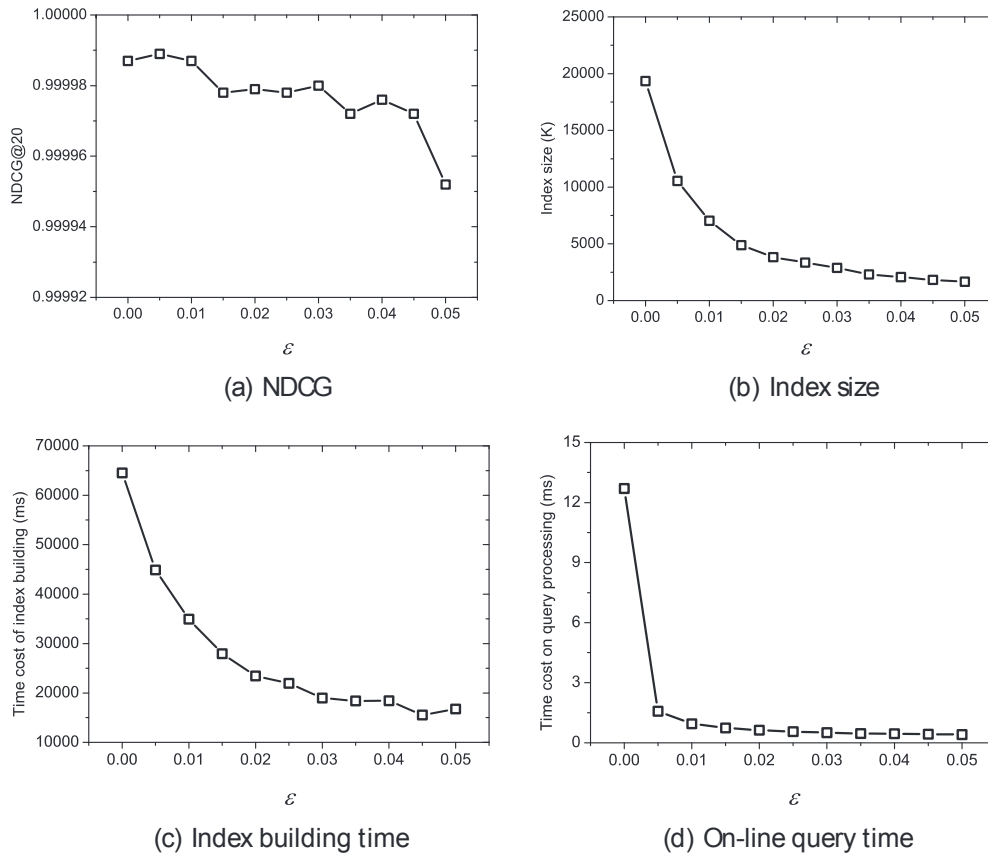 1.00000
0.99998
0.99996
0.99994
0.99992
NDCG@20
0.00 0.01 0.02 0.03 0.04 0.05
ε
(a) NDCG
25000
20000
15000
10000
5000
0
Index size (K)
0.00 0.01 0.02 0.03 0.04 0.05
ε
(b) Index size
70000
60000
50000
40000
30000
20000
10000
Time cost of index building (ms)
0.00 0.01 0.02 0.03 0.04 0.05
ε
(c) Index building time
15
12
9
6
3
0
Time cost on query processing (ms)
0.00 0.01 0.02 0.03 0.04 0.05
ε
(d) On-line query time